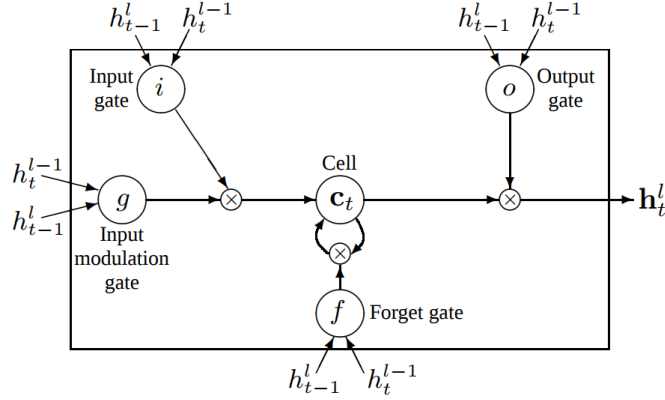 h_{t-1}^l h_t^{l-1}
h_{t-1}^l h_t^{l-1}
Input
gate
i
o
Output
gate
h_t^{l-1}
h_{t-1}^l
g
×
Cell
c_t
×
h_t^l
Input
modulation
gate
×
f
Forget gate
h_{t-1}^l h_t^{l-1}